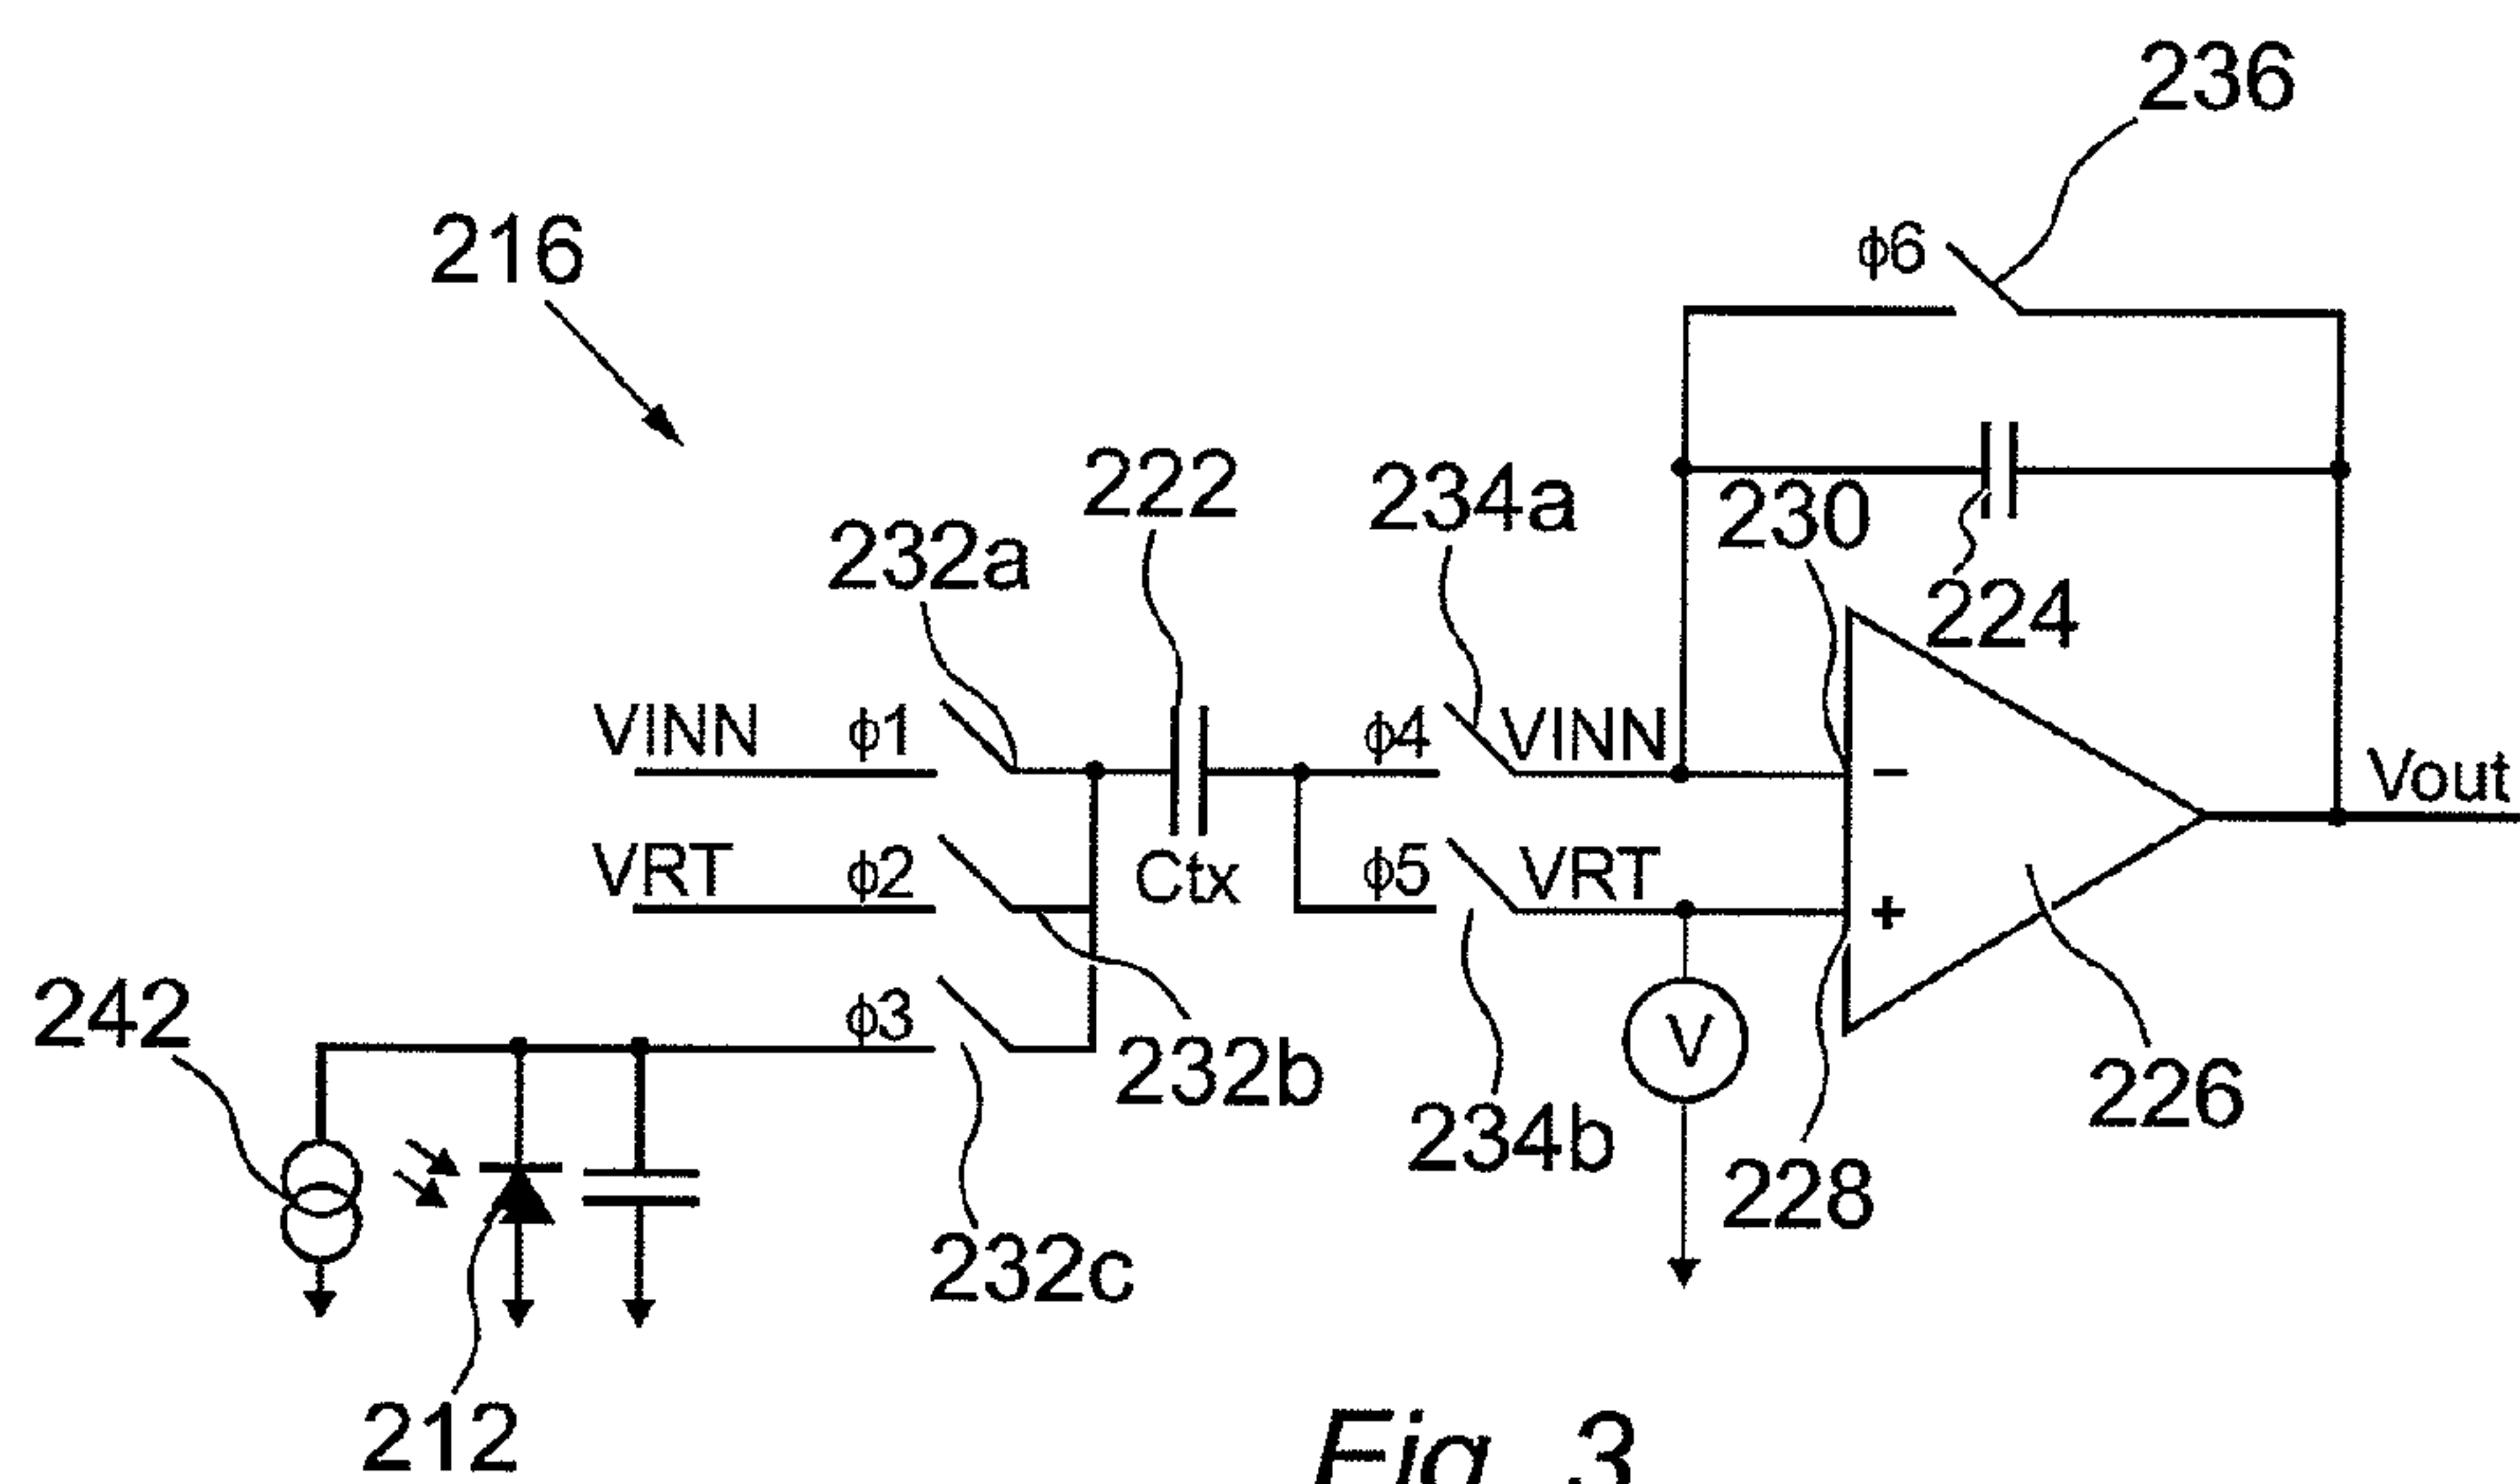 236
216
ϕ6
222
234a
230
232a
224
VINN ϕ1
ϕ4 VINN
−
Vout
VRT ϕ2
Ctx
ϕ5 VRT
+
242
ϕ3
V
232b
226
234b
228
232c
212
Fig. 3